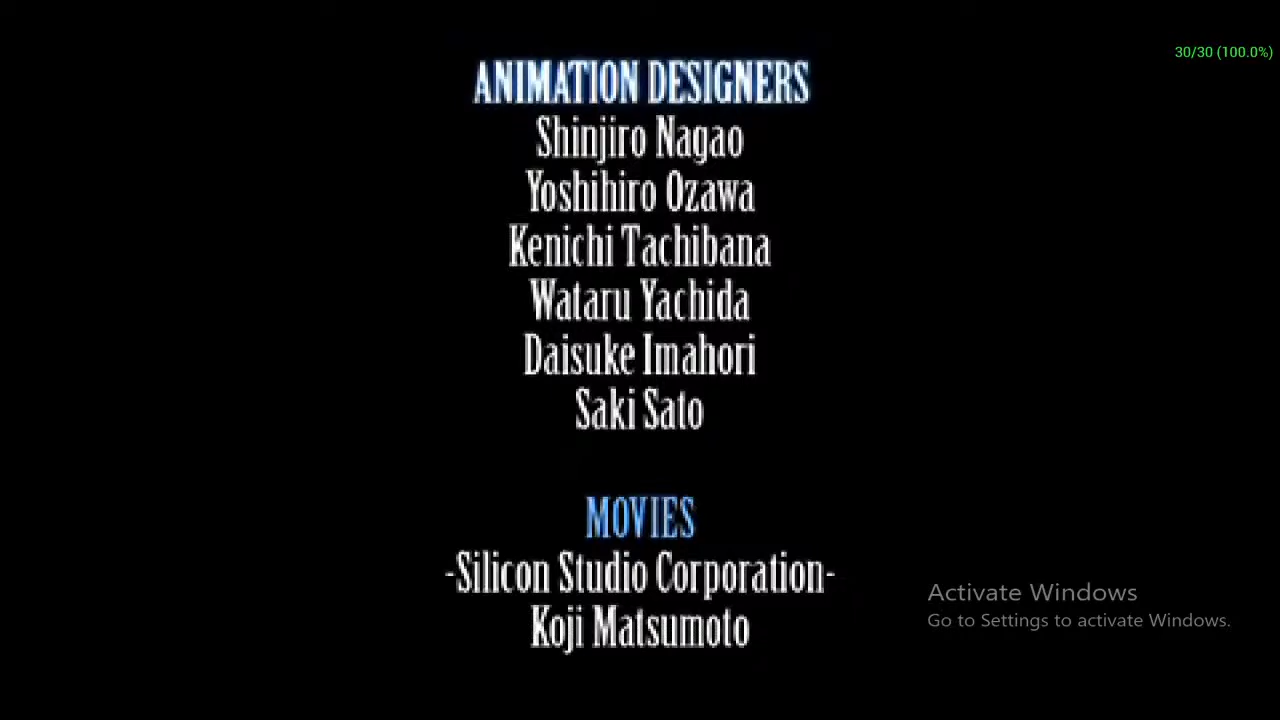 30/30 (100.0%)
ANIMATION DESIGNERS
Shinjiro Nagao
Yoshihiro Ozawa
Kenichi Tachibana
Wataru Yachida
Daisuke Imahori
Saki Sato
MOVIES
-Silicon Studio Corporation-
Koji Matsumoto
Activate Windows
Go to Settings to activate Windows.